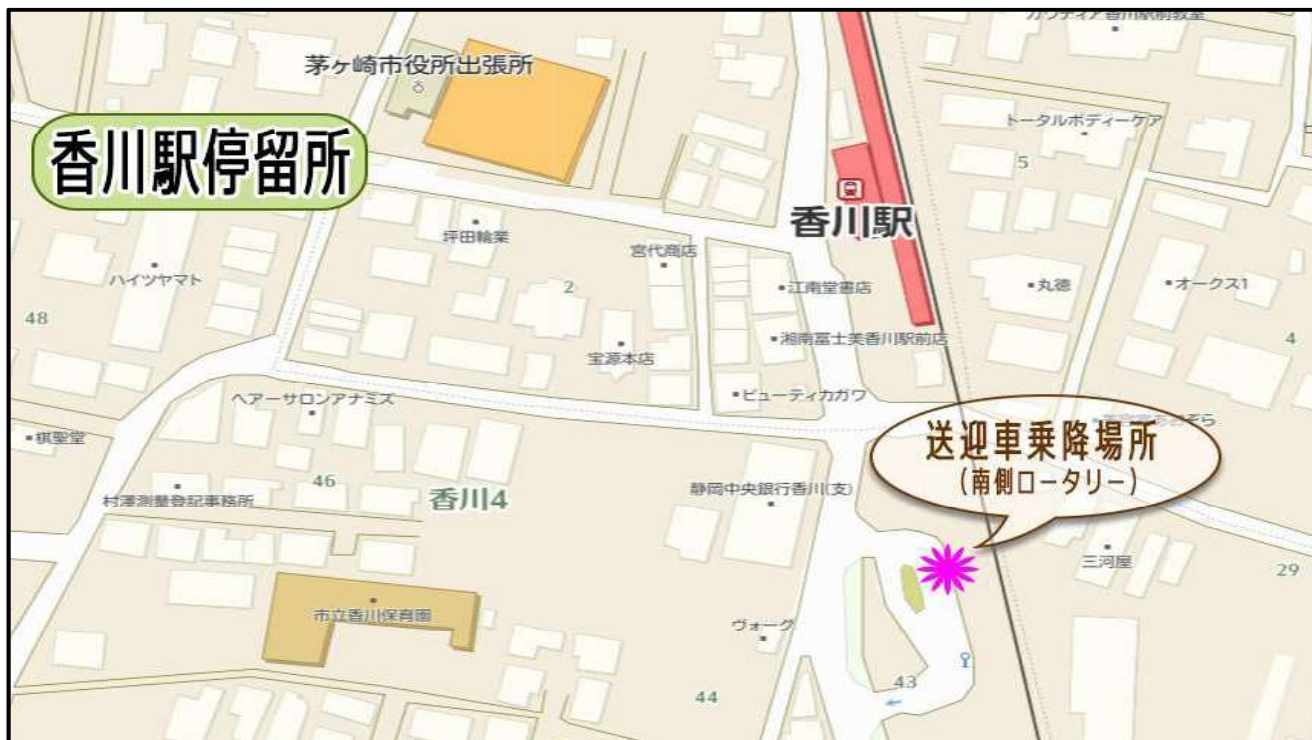 茅ヶ崎市役所出張所
香川駅停留所
トータルボディーケア
5
香川駅
坪田輪業
宮代商店
ハイツヤマト
2
江南堂書店
丸徳
オークス1
48
湘南冨士美香川駅前店
4
宝源本店
ビューティカガワ
ヘアーサロンアナミズ
棋聖堂
送迎車乗降場所
(南側ロータリー)
46
村澤測量登記事務所
香川4
静岡中央銀行香川(支)
三河屋
29
市立香川保育園
ヴォーグ
43
44